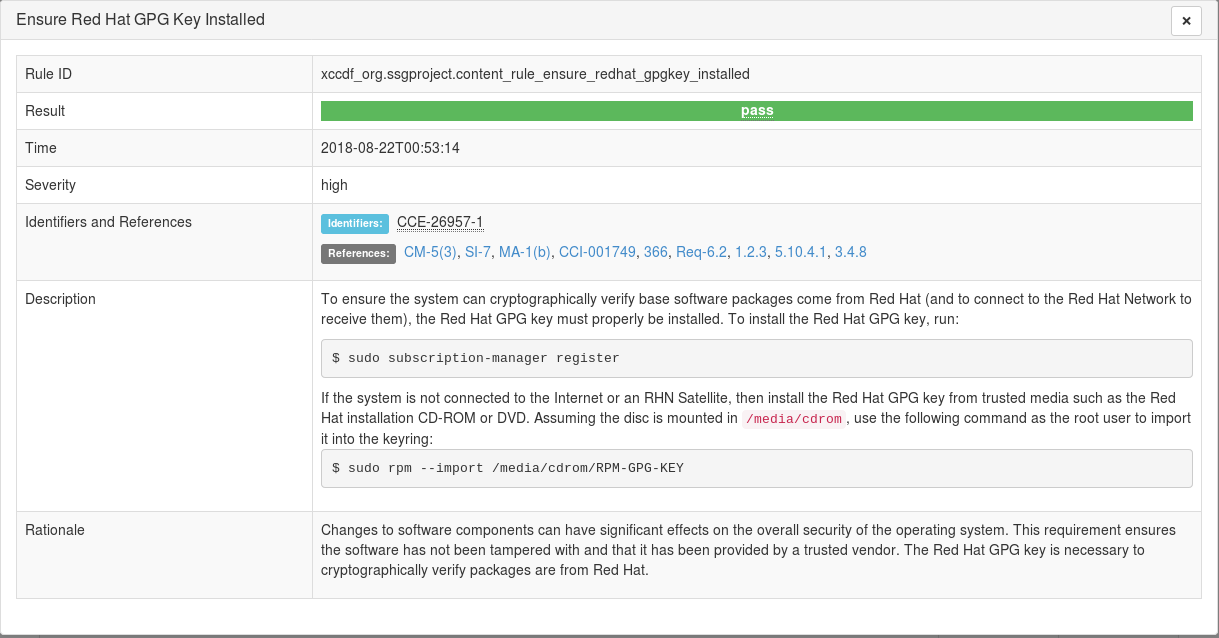 Ensure Red Hat GPG Key Installed
×
Rule ID
xccdf_org.ssgproject.content_rule_ensure_redhat_gpgkey_installed
Result
pass
Time
2018-08-22T00:53:14
Severity
high
Identifiers and References
Identifiers: CCE-26957-1
References: CM-5(3), SI-7, MA-1(b), CCI-001749, 366, Req-6.2, 1.2.3, 5.10.4.1, 3.4.8
Description
To ensure the system can cryptographically verify base software packages come from Red Hat (and to connect to the Red Hat Network to
receive them), the Red Hat GPG key must properly be installed. To install the Red Hat GPG key, run:
$ sudo subscription-manager register
If the system is not connected to the Internet or an RHN Satellite, then install the Red Hat GPG key from trusted media such as the Red
Hat installation CD-ROM or DVD. Assuming the disc is mounted in /media/cdrom, use the following command as the root user to import
it into the keyring:
$ sudo rpm --import /media/cdrom/RPM-GPG-KEY
Rationale
Changes to software components can have significant effects on the overall security of the operating system. This requirement ensures
the software has not been tampered with and that it has been provided by a trusted vendor. The Red Hat GPG key is necessary to
cryptographically verify packages are from Red Hat.